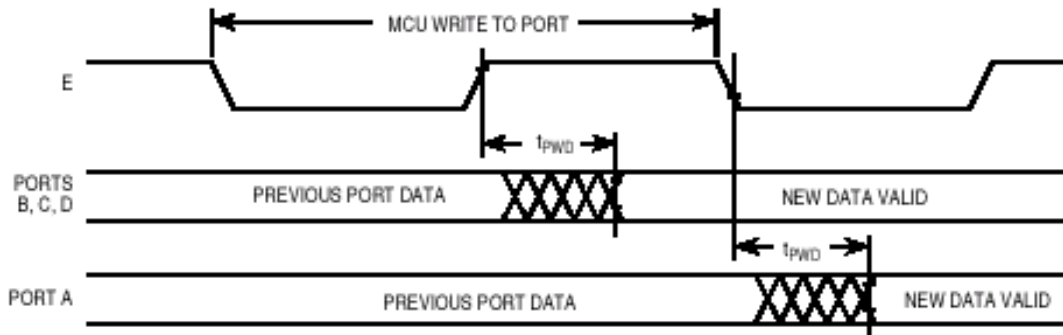 MCU WRITE TO PORT
E
tPWD
PORTS
B, C, D
PREVIOUS PORT DATA
NEW DATA VALID
tPWD
PORT A
PREVIOUS PORT DATA
NEW DATA VALID